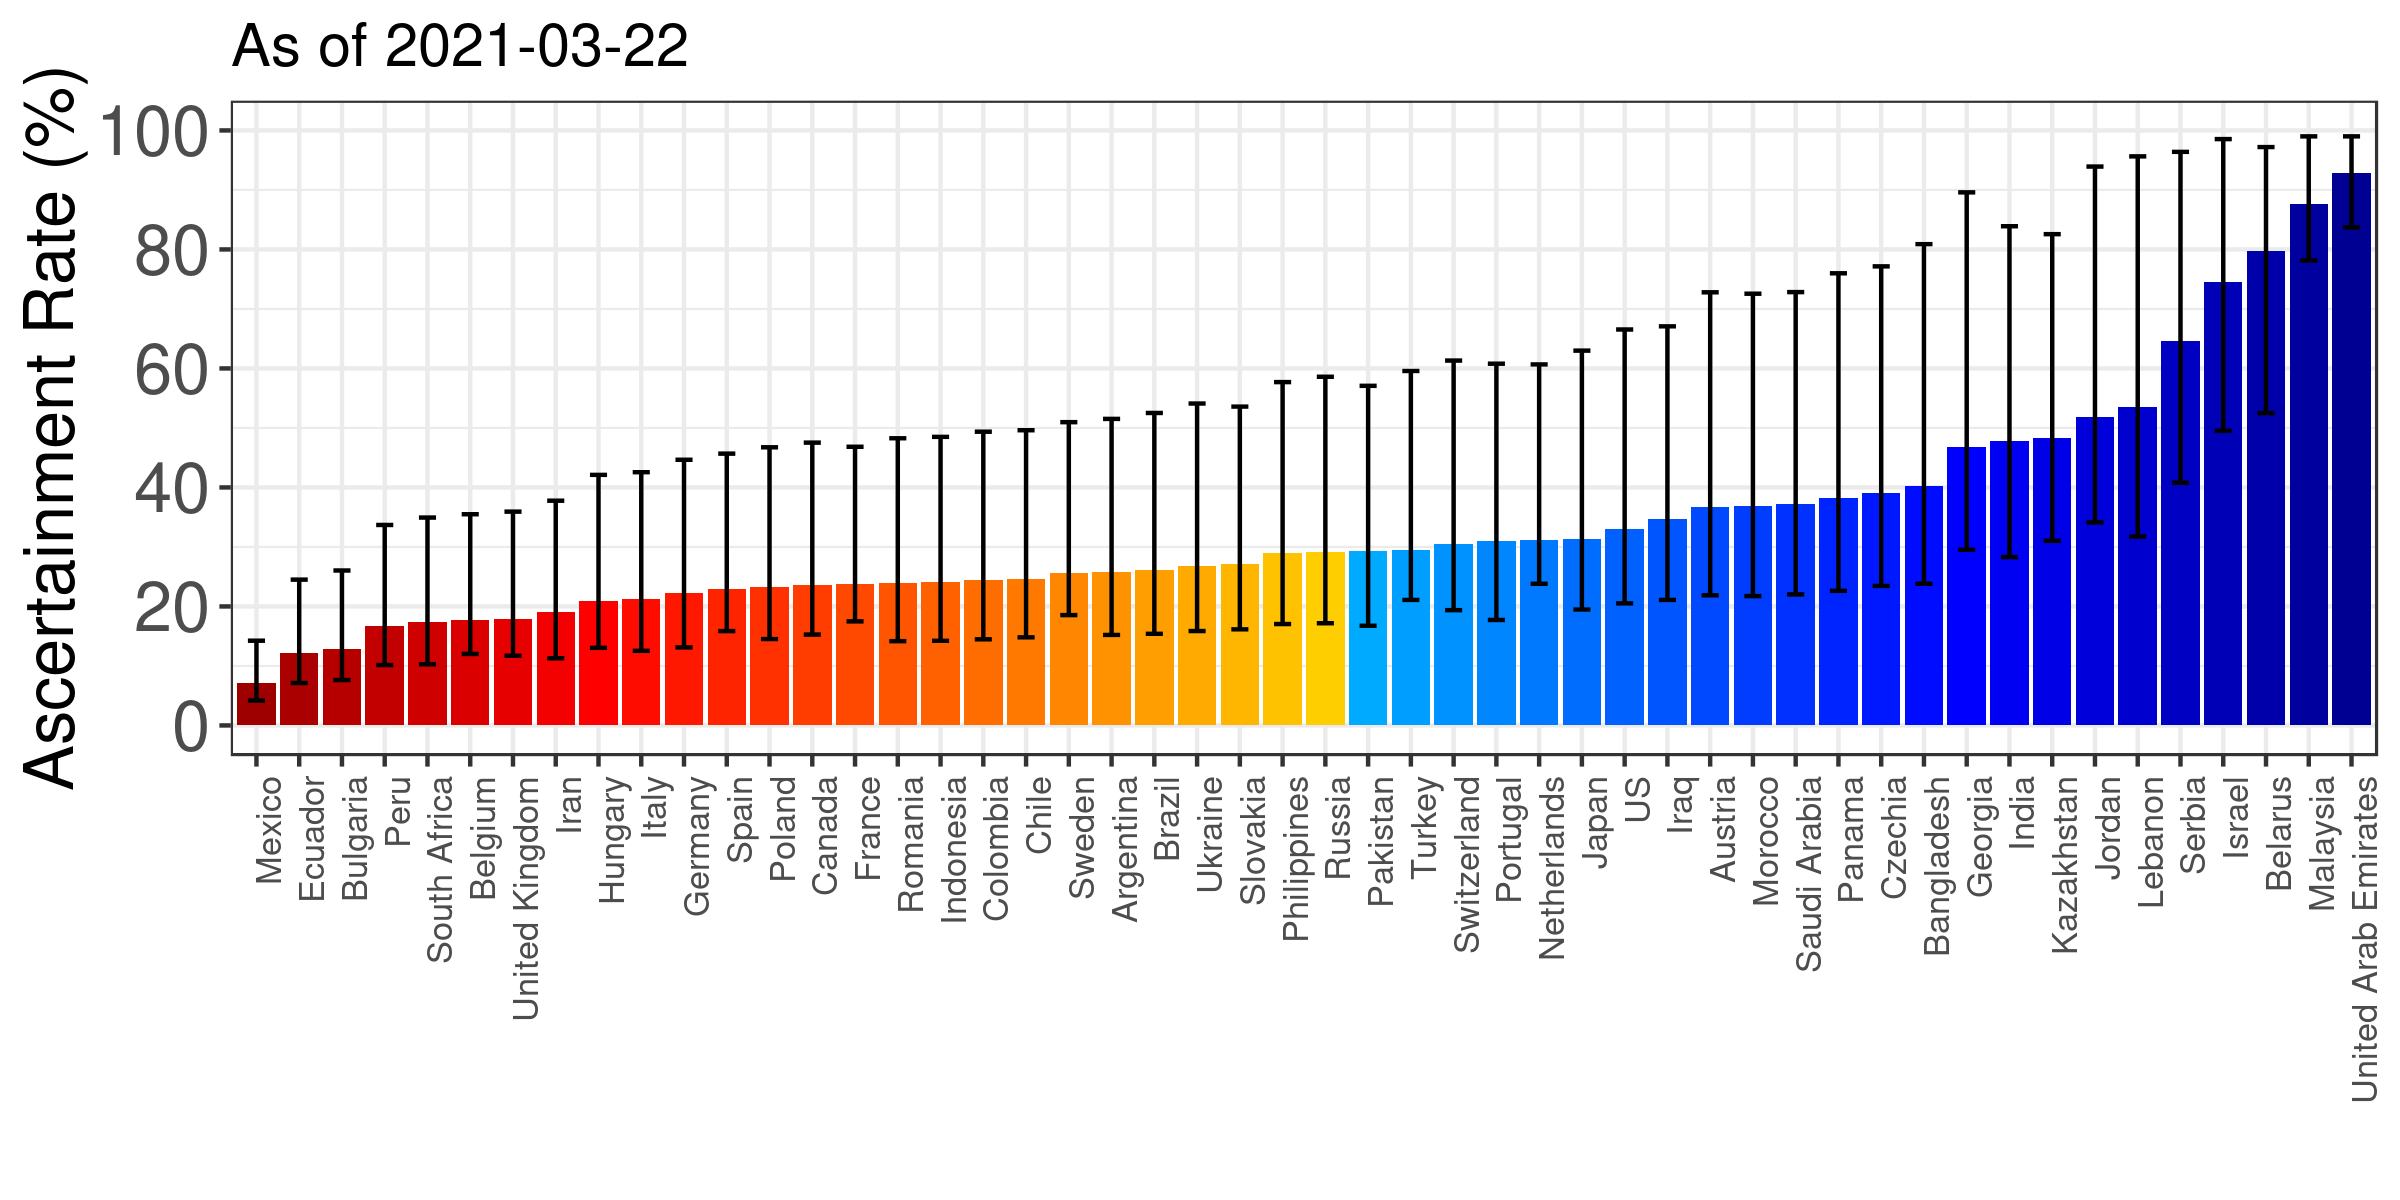 As of 2021-03-22
Ascertainment Rate (%)
100
80
60
40
20
0
Mexico
Ecuador
Bulgaria
Peru
South Africa
Belgium
United Kingdom
Iran
Hungary
Italy
Germany
Spain
Poland
Canada
France
Romania
Indonesia
Colombia
Chile
Sweden
Argentina
Brazil
Ukraine
Slovakia
Philippines
Russia
Pakistan
Turkey
Switzerland
Portugal
Netherlands
Japan
US
Iraq
Austria
Morocco
Saudi Arabia
Panama
Czechia
Bangladesh
Georgia
India
Kazakhstan
Jordan
Lebanon
Serbia
Israel
Belarus
Malaysia
United Arab Emirates